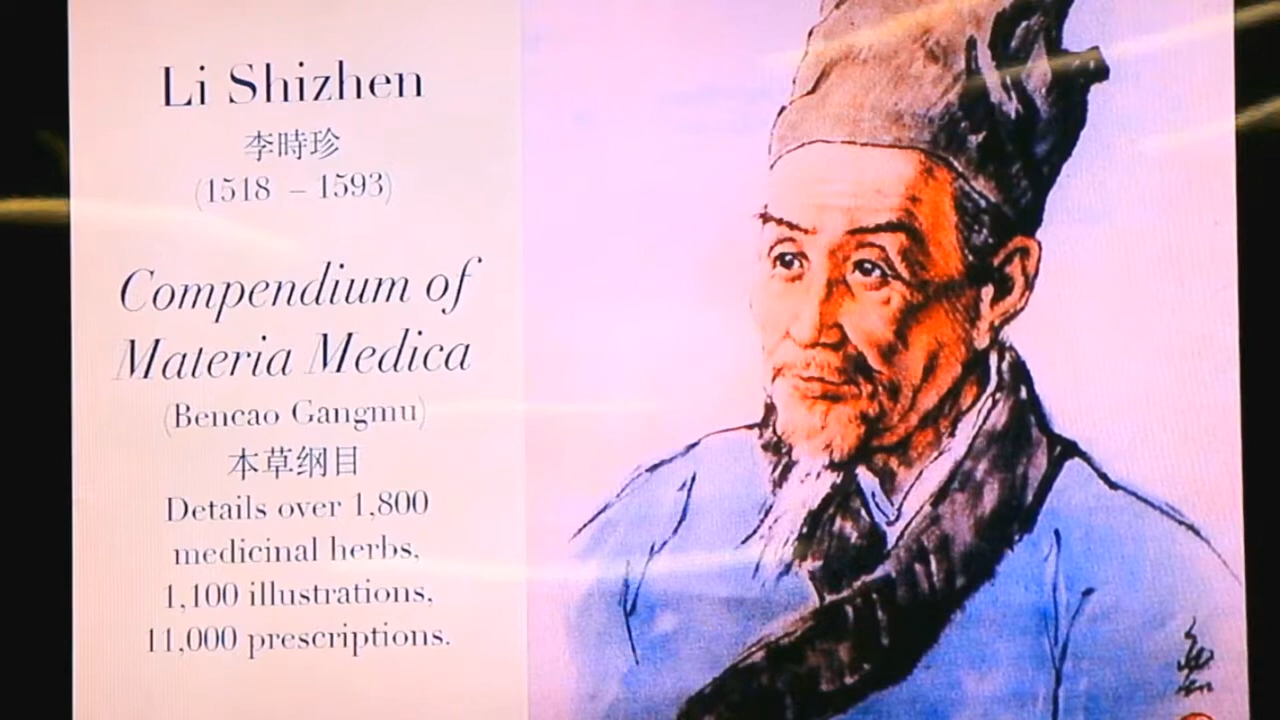 Li Shizhen
李時珍
(1518 – 1593)
Compendium of
Materia Medica
(Bencao Gangmu)
本草纲目
Details over 1,800
medicinal herbs,
1,100 illustrations,
11,000 prescriptions.